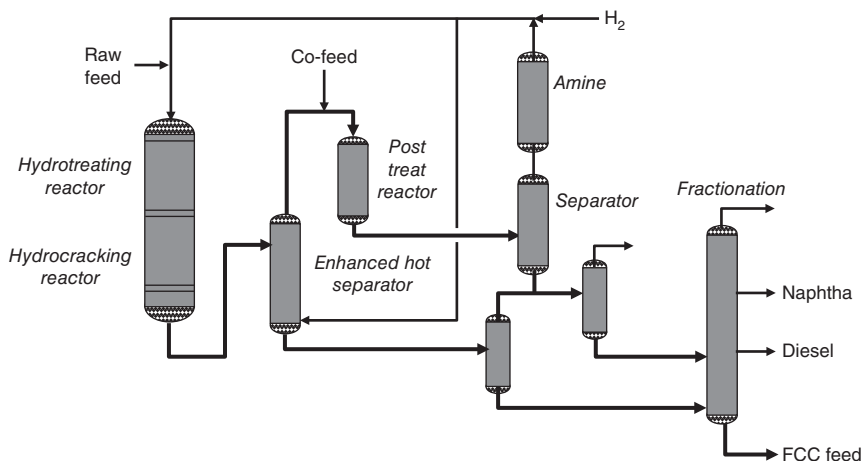 H2
Raw
feed
Co-feed
Amine
Post
treat
reactor
Hydrotreating
reactor
Separator
Fractionation
Hydrocracking
reactor
Enhanced hot
separator
Naphtha
Diesel
FCC feed